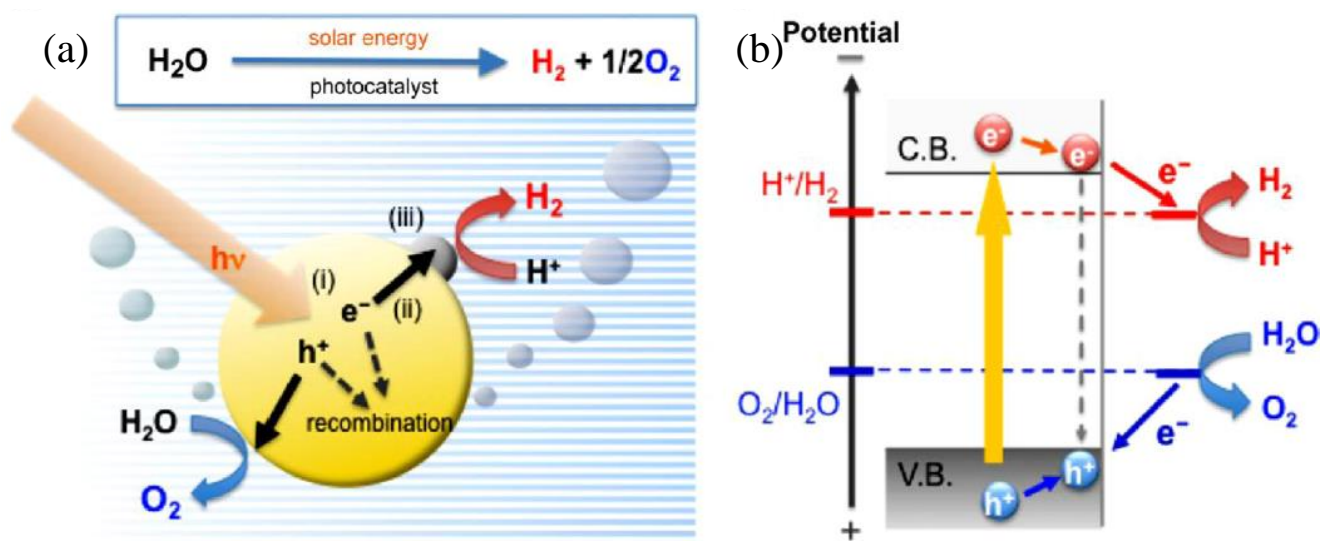 (a)
H₂O solar energy H₂ + 1/2O₂
photocatalyst
hν
(i)
(iii)
H₂
H⁺
e⁻
(ii)
h⁺
recombination
H₂O
O₂
(b)
Potential
−
C.B.
e⁻
e⁻
e⁻
H⁺/H₂
H₂
H⁺
H₂O
O₂/H₂O
O₂
e⁻
V.B.
h⁺
h⁺
+